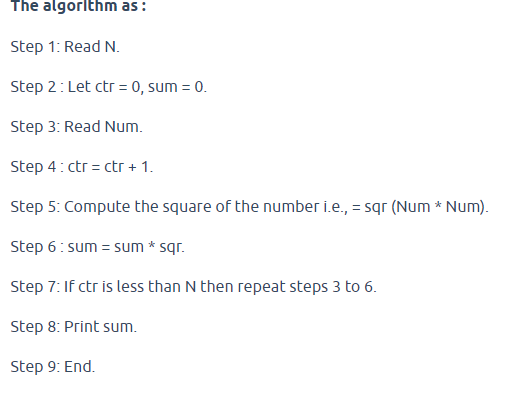 The algorithm as :
Step 1: Read N.
Step 2 : Let ctr = 0, sum = 0.
Step 3: Read Num.
Step 4 : ctr = ctr + 1.
Step 5: Compute the square of the number i.e., = sqr (Num * Num).
Step 6 : sum = sum * sqr.
Step 7: If ctr is less than N then repeat steps 3 to 6.
Step 8: Print sum.
Step 9: End.